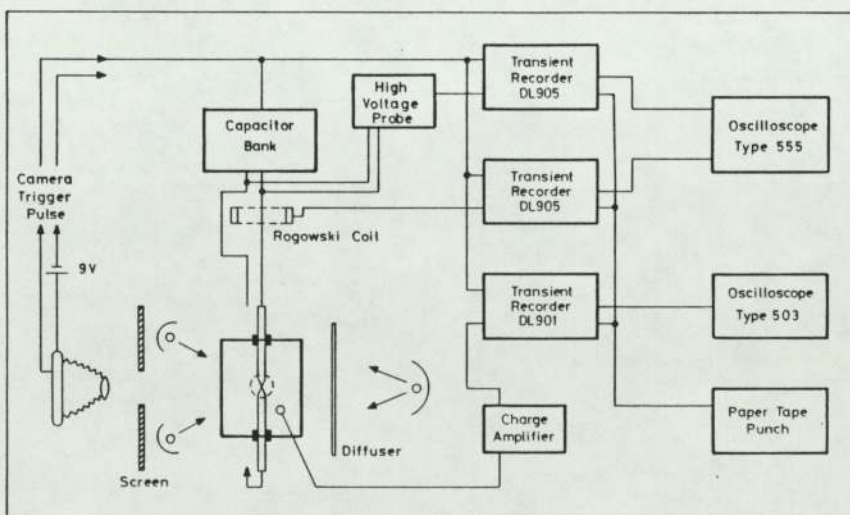 Transient
Recorder
DL905
High
Voltage
Probe
Capacitor
Bank
Oscilloscope
Type 555
Camera
Trigger
Pulse
Transient
Recorder
DL905
Rogowski Coil
9V
Transient
Recorder
DL901
Oscilloscope
Type 503
Charge
Amplifier
Paper Tape
Punch
Diffuser
Screen